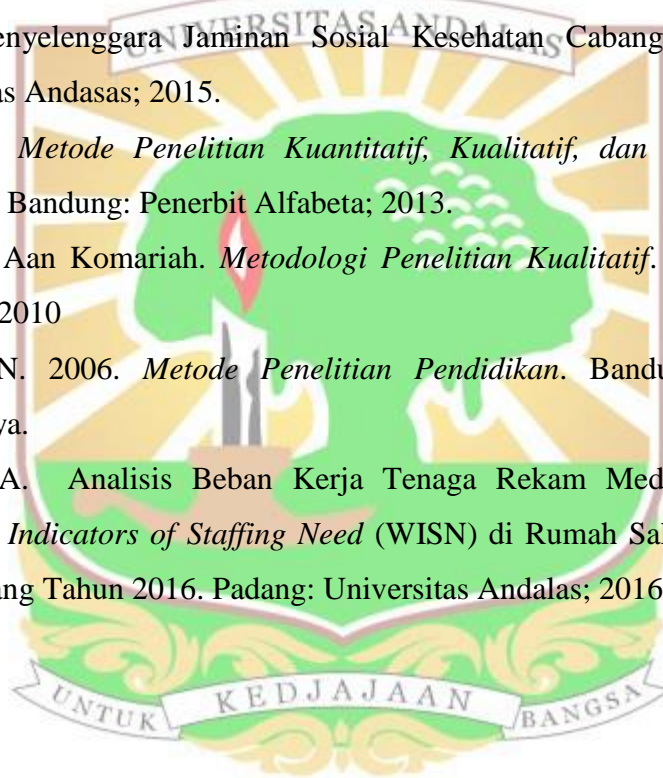 UNIVERSITAS ANDALAS
enyelenggara Jaminan Sosial Kesehatan Cabang
as Andasas; 2015.
Metode Penelitian Kuantitatif, Kualitatif, dan
Bandung: Penerbit Alfabeta; 2013.
Aan Komariah. Metodologi Penelitian Kualitatif.
2010
N. 2006. Metode Penelitian Pendidikan. Bandu
ya.
A. Analisis Beban Kerja Tenaga Rekam Med
Indicators of Staffing Need (WISN) di Rumah Sa
ang Tahun 2016. Padang: Universitas Andalas; 2016
UNTUK KEDJAJAAN BANGSA